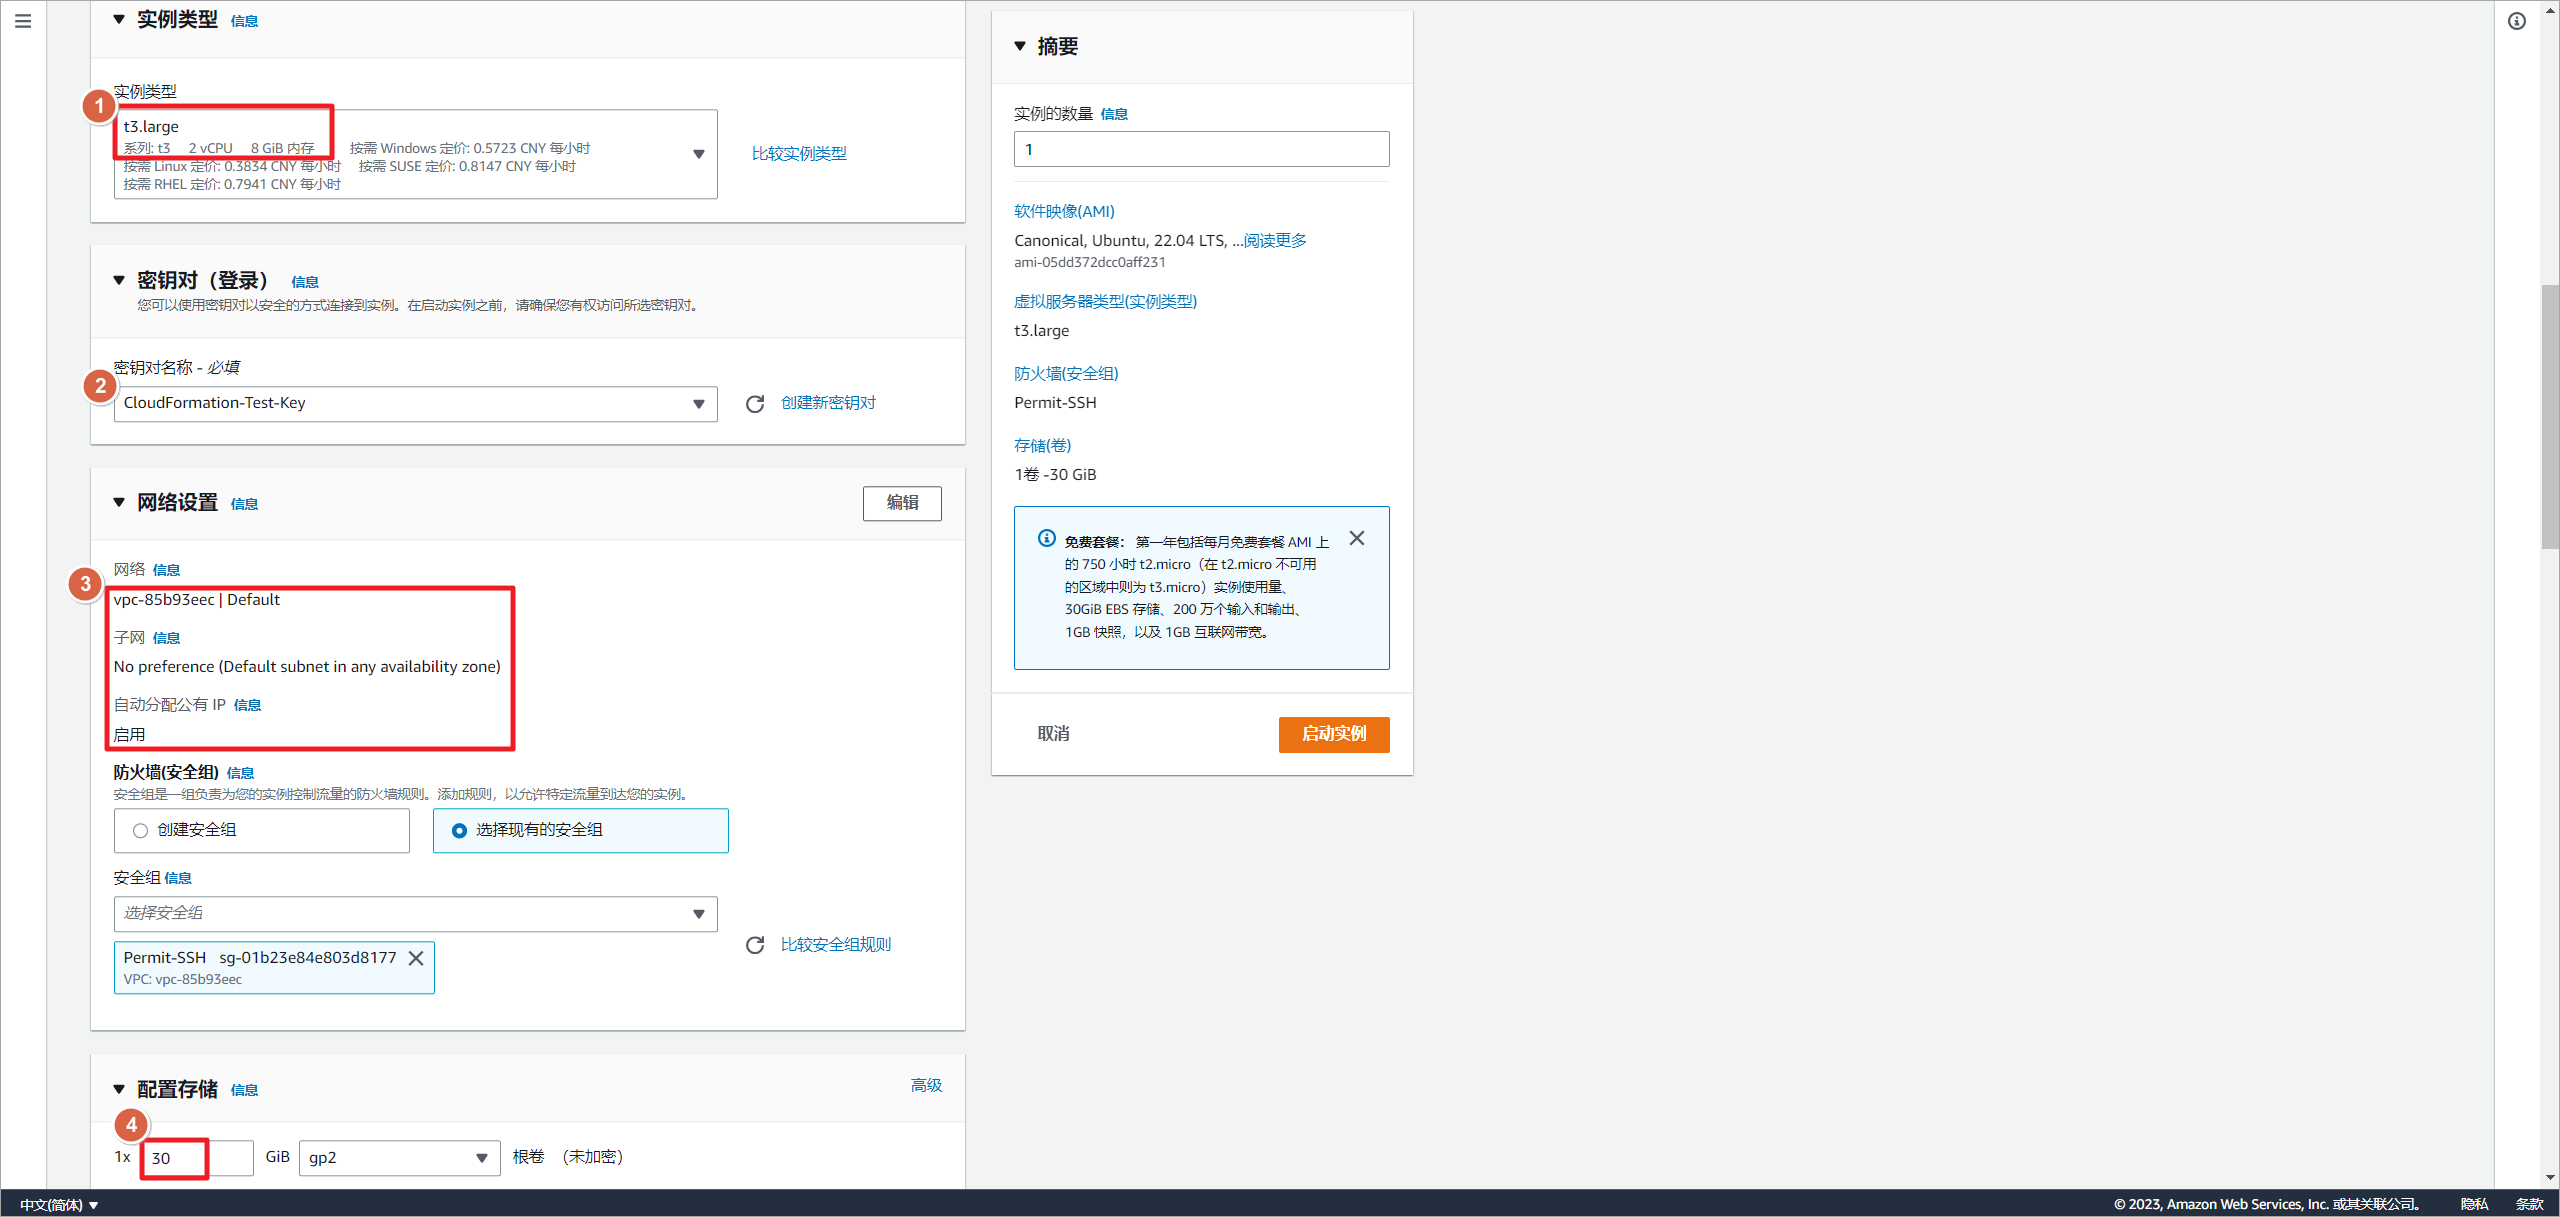 实例类型 信息
实例类型
1
t3.large
系列: t3 2 vCPU 8 GiB 内存 按需 Windows 定价: 0.5723 CNY 每小时
按需 Linux 定价: 0.3834 CNY 每小时 按需 SUSE 定价: 0.8147 CNY 每小时
按需 RHEL 定价: 0.7941 CNY 每小时
比较实例类型
密钥对（登录） 信息
您可以使用密钥对以安全的方式连接到实例。在启动实例之前，请确保您有权访问所选密钥对。
密钥对名称 - 必填
2
CloudFormation-Test-Key
创建新密钥对
网络设置 信息
编辑
网络 信息
3
vpc-85b93eec | Default
子网 信息
No preference (Default subnet in any availability zone)
自动分配公有 IP 信息
启用
防火墙(安全组) 信息
安全组是一组负责为您的实例控制流量的防火墙规则。添加规则，以允许特定流量到达您的实例。
创建安全组
选择现有的安全组
安全组 信息
选择安全组
Permit-SSH sg-01b23e84e803d8177
VPC: vpc-85b93eec
比较安全组规则
配置存储 信息
高级
4
1x 30 GiB gp2 根卷 （未加密）
摘要
实例的数量 信息
1
软件映像(AMI)
Canonical, Ubuntu, 22.04 LTS, ...阅读更多
ami-05dd372dcc0aff231
虚拟服务器类型(实例类型)
t3.large
防火墙(安全组)
Permit-SSH
存储(卷)
1卷 -30 GiB
免费套餐： 第一年包括每月免费套餐 AMI 上
的 750 小时 t2.micro（在 t2.micro 不可用
的区域中则为 t3.micro）实例使用量、
30GiB EBS 存储、200 万个输入和输出、
1GB 快照，以及 1GB 互联网带宽。
取消
启动实例
中文(简体)
© 2023, Amazon Web Services, Inc. 或其关联公司。 隐私 条款